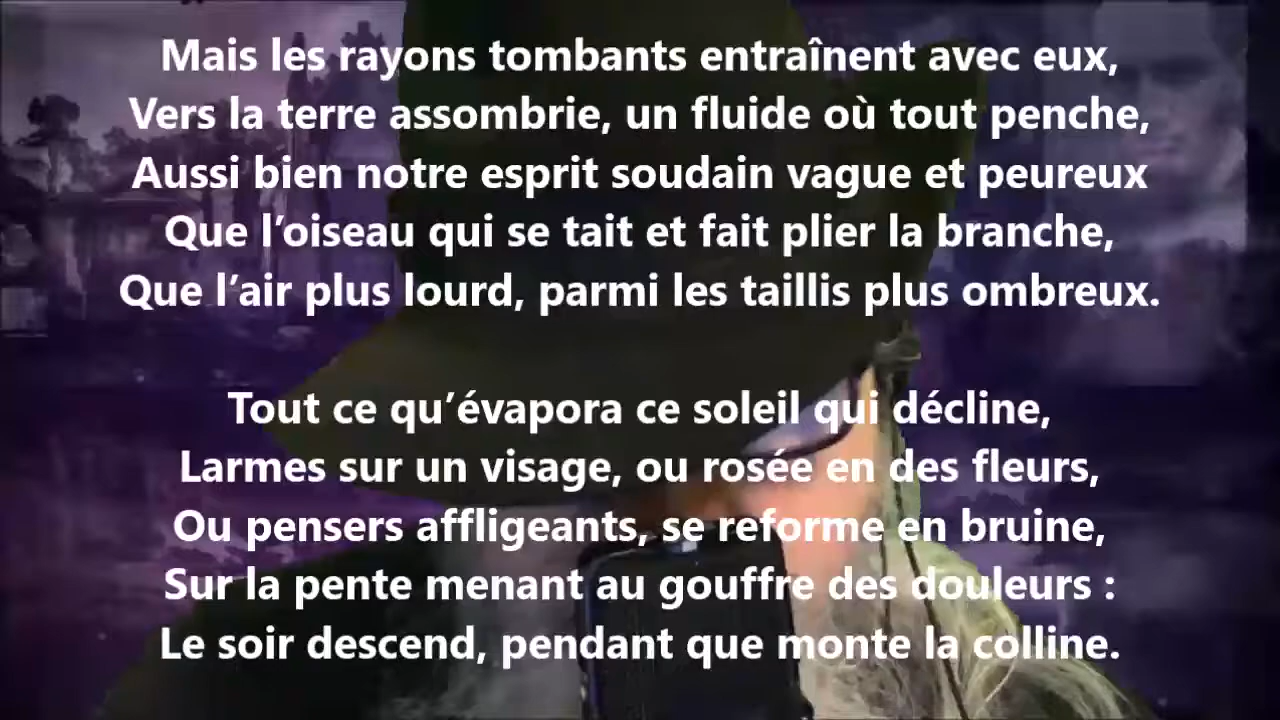 Mais les rayons tombants entraînent avec eux,
Vers la terre assombrie, un fluide où tout penche,
Aussi bien notre esprit soudain vague et peureux
Que l’oiseau qui se tait et fait plier la branche,
Que l’air plus lourd, parmi les taillis plus ombreux.
Tout ce qu’évapora ce soleil qui décline,
Larmes sur un visage, ou rosée en des fleurs,
Ou pensers affligeants, se reforme en bruine,
Sur la pente menant au gouffre des douleurs :
Le soir descend, pendant que monte la colline.